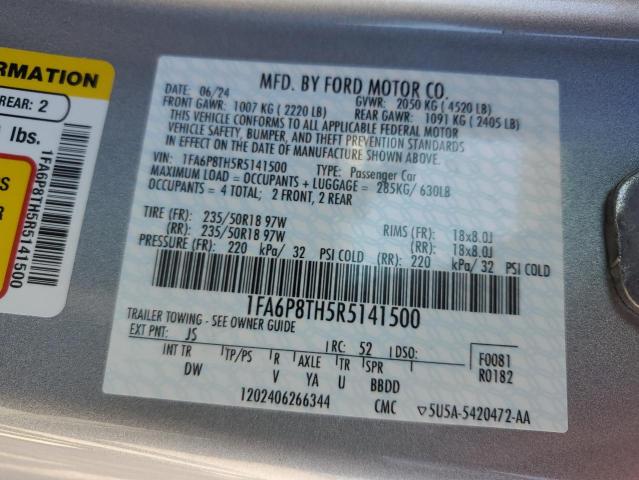 RMATION
REAR: 2
lbs.
1FA6P8TH5R5141500
MFD. BY FORD MOTOR CO.
DATE: 06/24 GVWR: 2050 KG (4520 LB)
FRONT GAWR: 1007 KG (2220 LB) REAR GAWR: 1091 KG (2405 LB)
THIS VEHICLE CONFORMS TO ALL APPLICABLE FEDERAL MOTOR
VEHICLE SAFETY, BUMPER, AND THEFT PREVENTION STANDARDS
IN EFFECT ON THE DATE OF MANUFACTURE SHOWN ABOVE.
VIN: 1FA6P8TH5R5141500 TYPE: Passenger Car
MAXIMUM LOAD = OCCUPANTS + LUGGAGE = 285KG/ 630LB
OCCUPANTS = 4 TOTAL; 2 FRONT, 2 REAR
TIRE (FR): 235/50R18 97W RIMS (FR): 18x8.0J
(RR): 235/50R18 97W (RR): 18x8.0J
PRESSURE (FR): 220 kPa/ 32 PSI COLD (RR): 220 kPa/ 32 PSI COLD
1FA6P8TH5R5141500
TRAILER TOWING - SEE OWNER GUIDE
EXT PNT: JS RC: 52 DSO: F0081
INT TR TP/PS R AXLE TR SPR R0182
DW V YA U BBDD
1202406266344 CMC ▽5U5A-5420472-AA